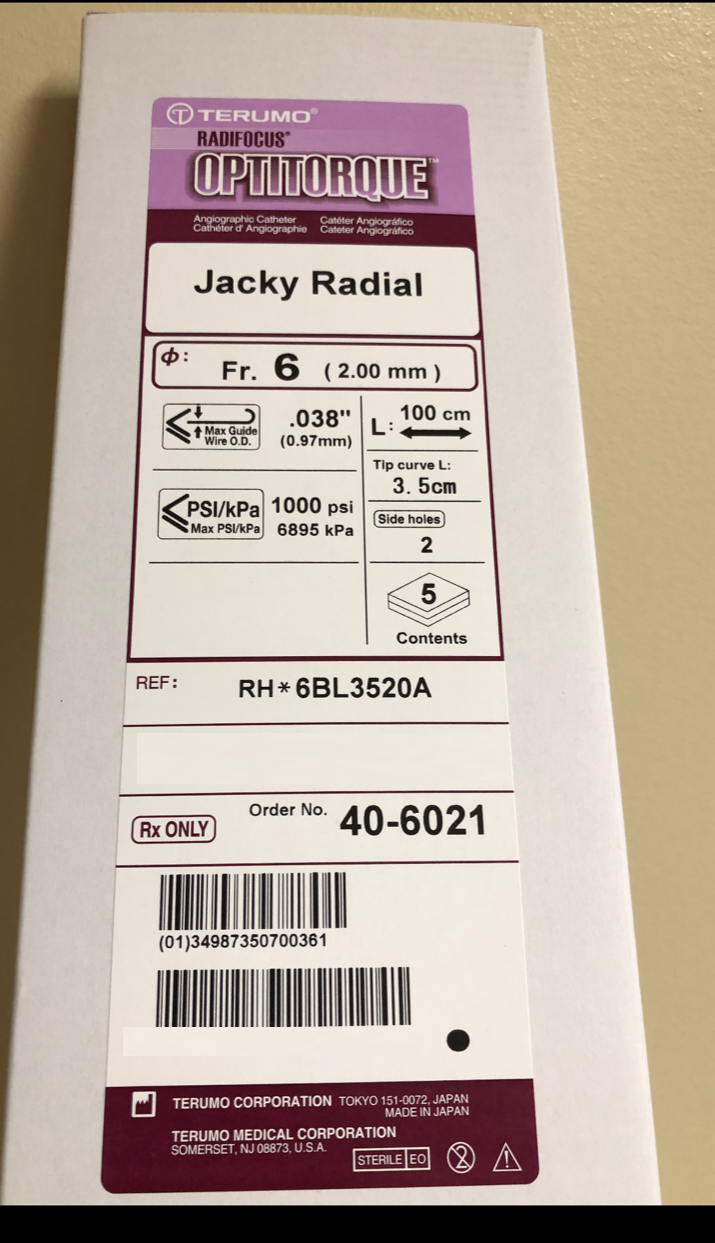 TERUMO®
RADIFOCUS®
OPTITORQUE™
Angiographic Catheter Catéter Angiográfico
Cathéter d' Angiographie Cateter Angiográfico
Jacky Radial
Φ: Fr. 6 ( 2.00 mm )
Max Guide Wire O.D.
.038"
(0.97mm)
L: 100 cm
Tip curve L:
3.5cm
PSI/kPa
Max PSI/kPa
1000 psi
6895 kPa
Side holes
2
5
Contents
REF: RH*6BL3520A
Rx ONLY Order No. 40-6021
(01)34987350700361
TERUMO CORPORATION TOKYO 151-0072, JAPAN
MADE IN JAPAN
TERUMO MEDICAL CORPORATION
SOMERSET, NJ 08873, U.S.A.
STERILE EO 2 !